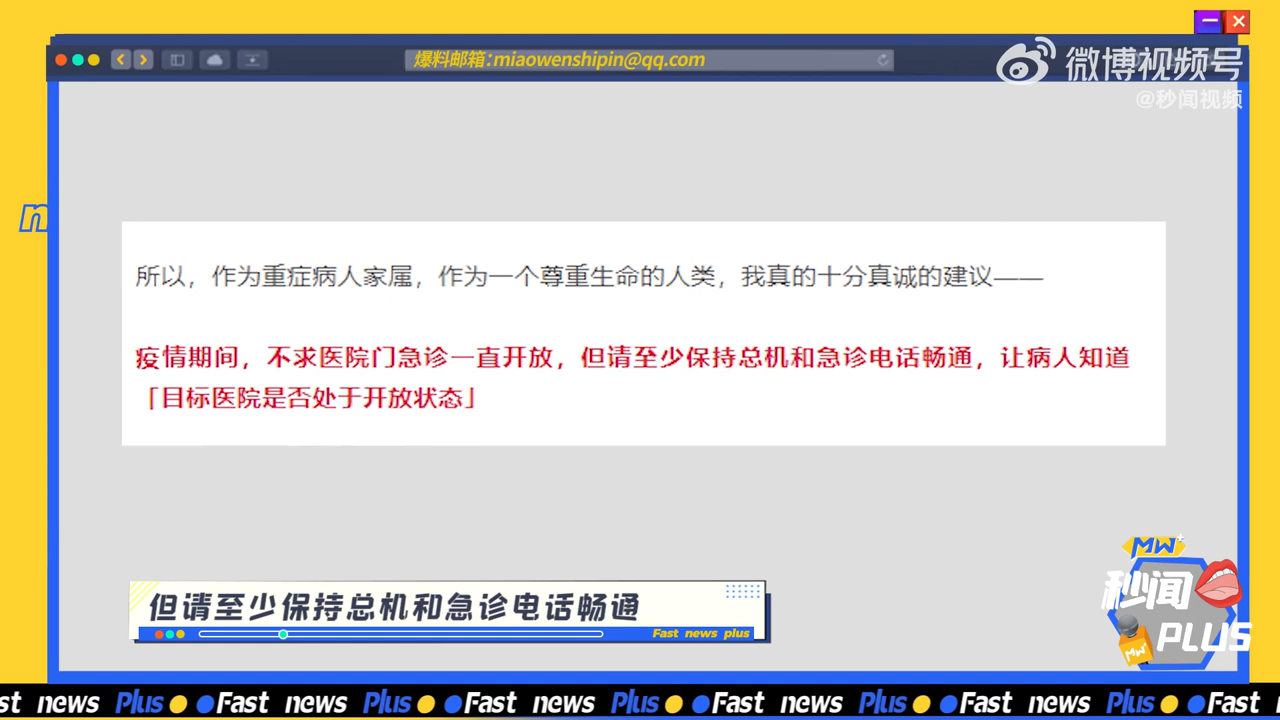 爆料邮箱:miaowenshipin@qq.com
微博视频号
@秒闻视频
n
所以，作为重症病人家属，作为一个尊重生命的人类，我真的十分真诚的建议——
疫情期间，不求医院门急诊一直开放，但请至少保持总机和急诊电话畅通，让病人知道
「目标医院是否处于开放状态」
MW+
秒闻
PLUS
MW+
但请至少保持总机和急诊电话畅通
Fast news plus
st news Plus Fast news Plus Fast news Plus Fast news Plus Fast news Plus Fast